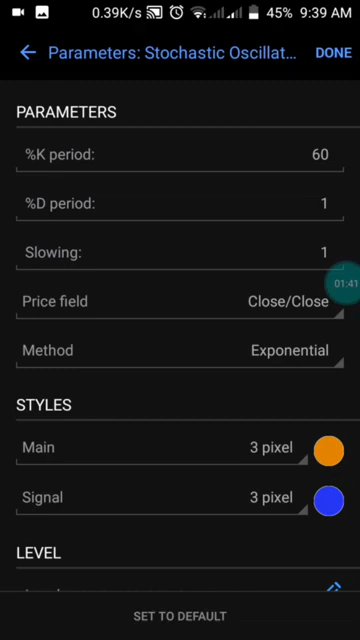 0.39K/s 45% 9:39 AM
Parameters: Stochastic Oscillat... DONE
PARAMETERS
%K period: 60
%D period: 1
Slowing: 1
01:41
Price field Close/Close
Method Exponential
STYLES
Main 3 pixel
Signal 3 pixel
LEVEL
SET TO DEFAULT